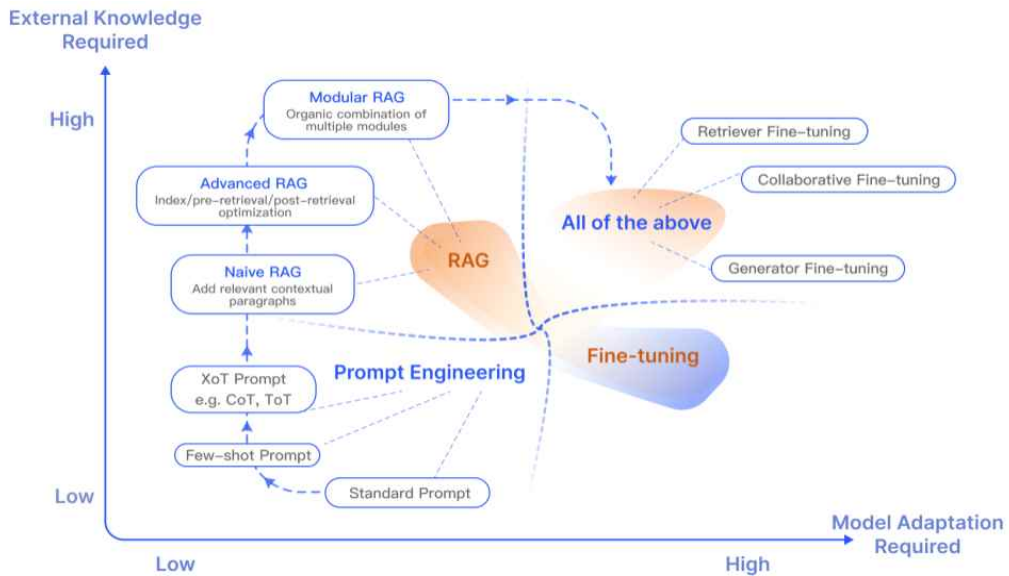 External Knowledge
Required
High
Modular RAG
Organic combination of
multiple modules
Retriever Fine-tuning
Collaborative Fine-tuning
Advanced RAG
Index/pre-retrieval/post-retrieval
optimization
All of the above
RAG
Generator Fine-tuning
Naive RAG
Add relevant contextual
paragraphs
Fine-tuning
Prompt Engineering
XoT Prompt
e.g. CoT, ToT
Few-shot Prompt
Standard Prompt
Low
Model Adaptation
Required
Low
High